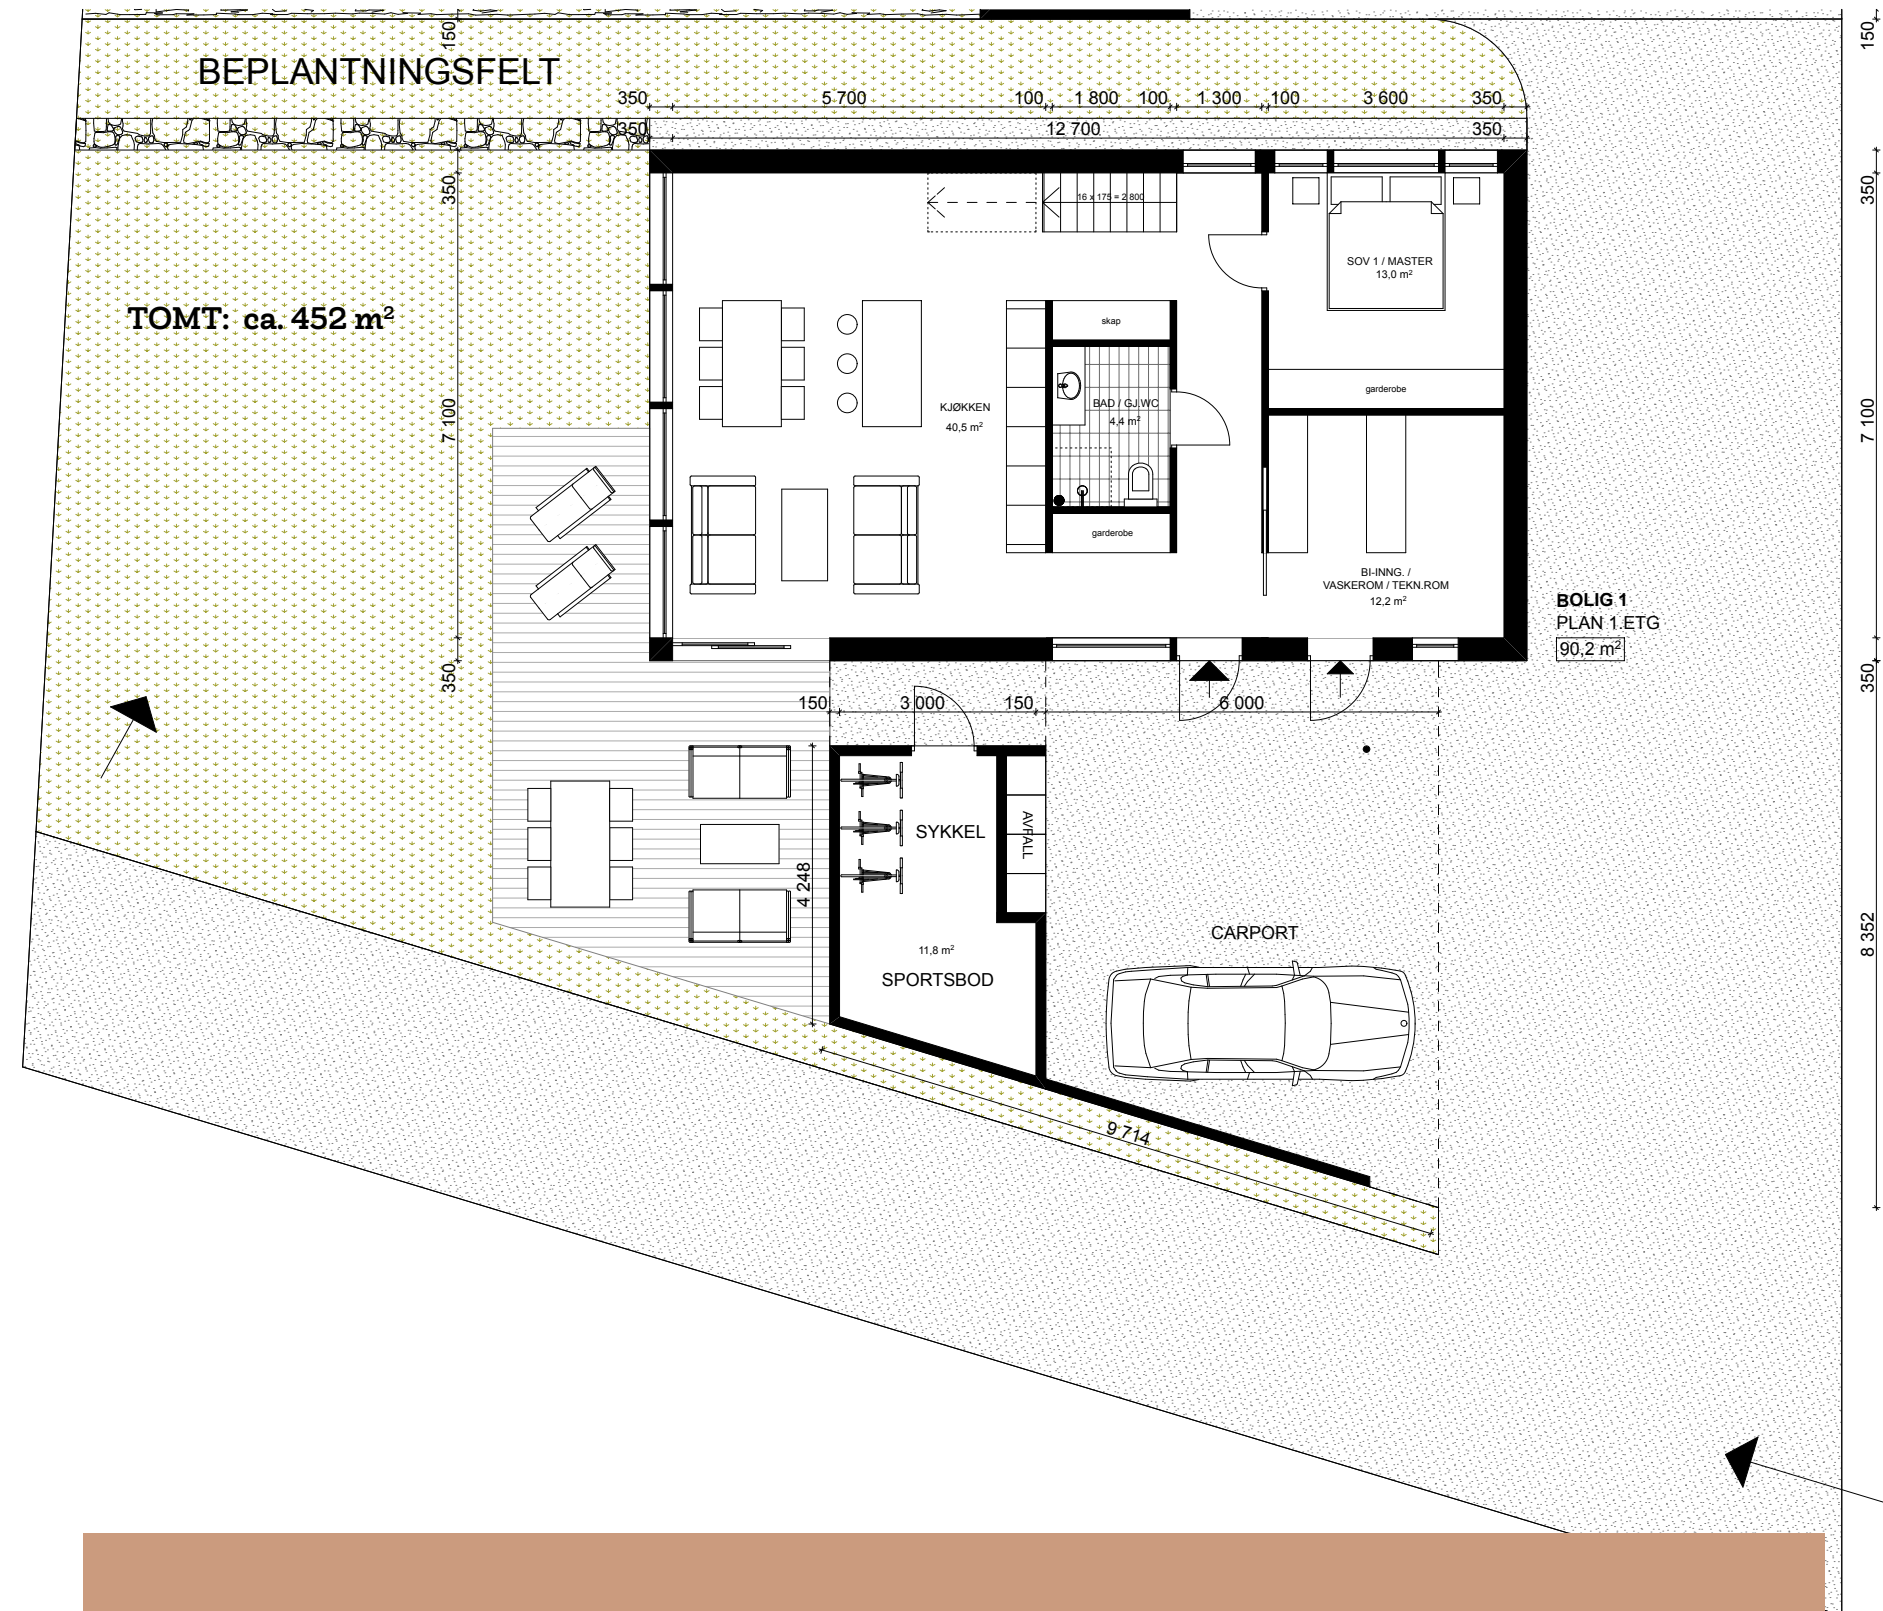 150
150
BEPLANTNINGSFELT
350 5 700 100 1 800 100 1 300 100 3 600 350
350 12 700 350
350
350
16 x 175 = 2 800
SOV 1 / MASTER
13,0 m²
TOMT: ca. 452 m²
skap
garderobe
KJØKKEN
40,5 m²
BAD / GJ.WC
4,4 m²
7 100
7 100
garderobe
BI-INNG. /
VASKEROM / TEKN.ROM
12,2 m²
BOLIG 1
PLAN 1.ETG
90,2 m²
350
350
150 3 000 150 6 000
SYKKEL
AVFALL
4 248
CARPORT
8 352
11,8 m²
SPORTSBOD
9 714